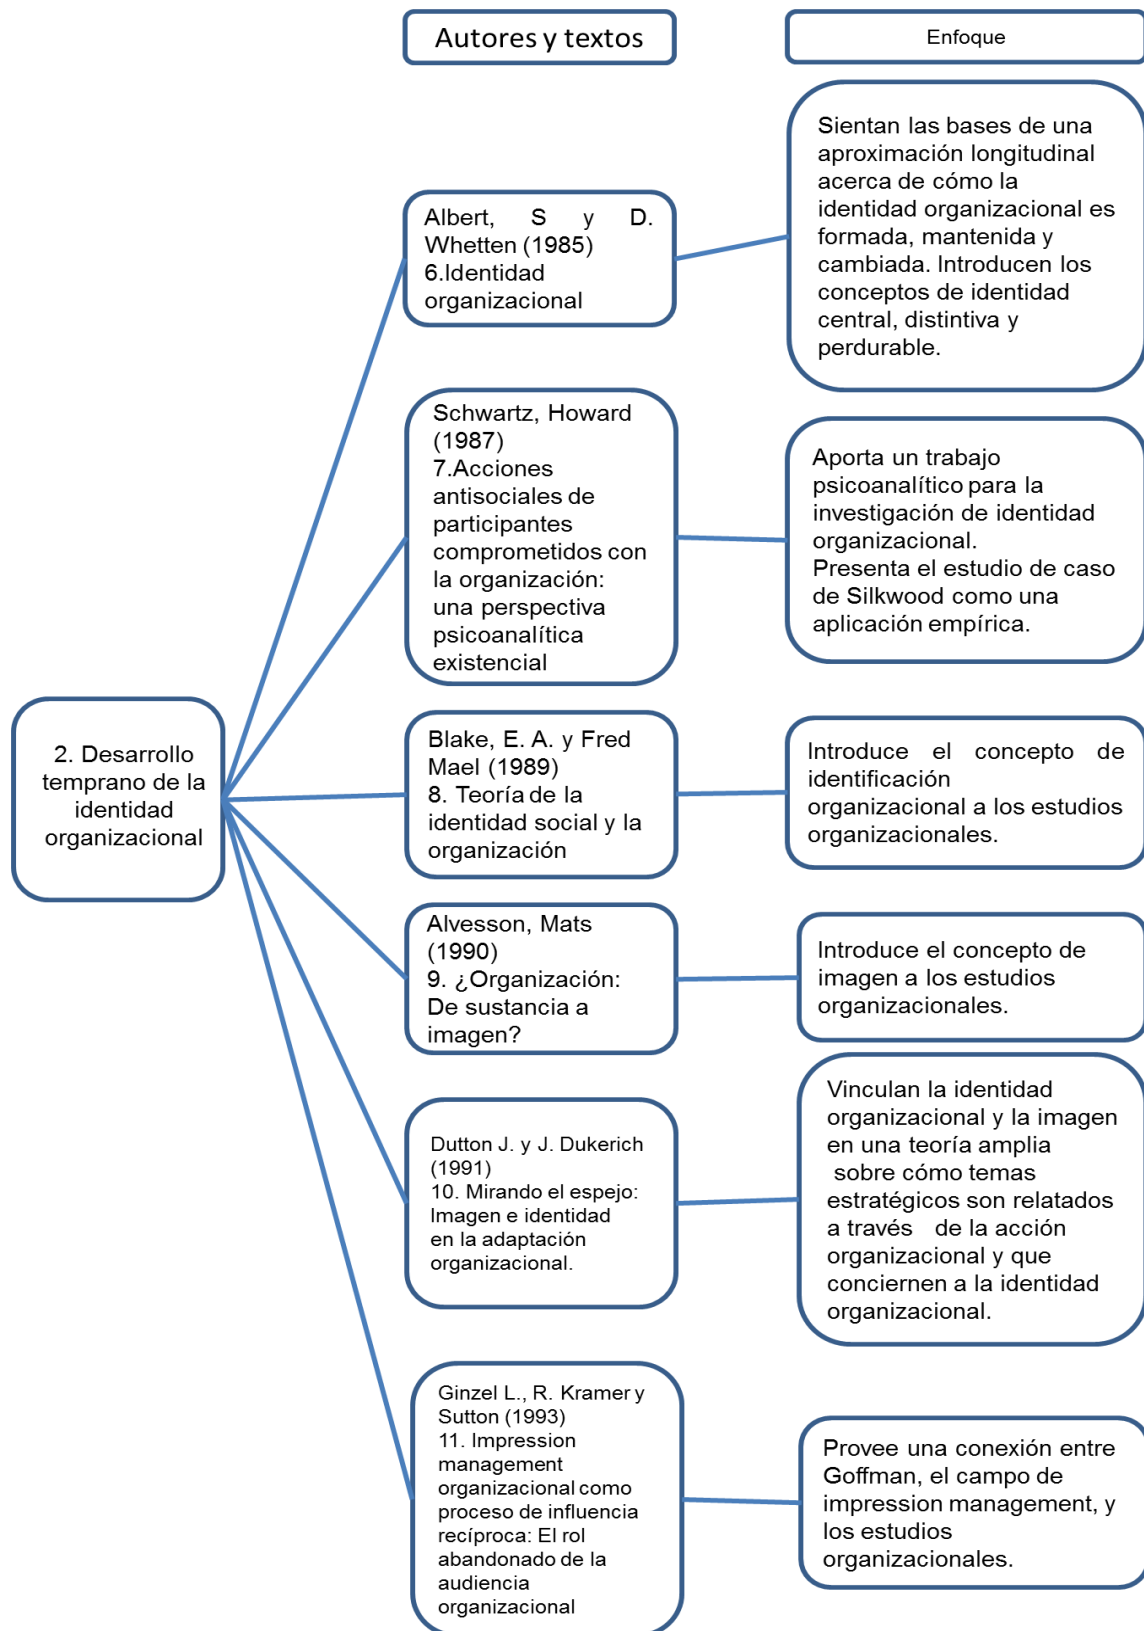 Autores y textos
Enfoque
2. Desarrollo
temprano de la
identidad
organizacional
Albert, S y D.
Whetten (1985)
6.Identidad
organizacional
Sientan las bases de una
aproximación longitudinal
acerca de cómo la
identidad organizacional es
formada, mantenida y
cambiada. Introducen los
conceptos de identidad
central, distintiva y
perdurable.
Schwartz, Howard
(1987)
7.Acciones
antisociales de
participantes
comprometidos con
la organización:
una perspectiva
psicoanalítica
existencial
Aporta un trabajo
psicoanalítico para la
investigación de identidad
organizacional.
Presenta el estudio de caso
de Silkwood como una
aplicación empírica.
Blake, E. A. y Fred
Mael (1989)
8. Teoría de la
identidad social y la
organización
Introduce el concepto de
identificación
organizacional a los estudios
organizacionales.
Alvesson, Mats
(1990)
9. ¿Organización:
De sustancia a
imagen?
Introduce el concepto de
imagen a los estudios
organizacionales.
Dutton J. y J. Dukerich
(1991)
10. Mirando el espejo:
Imagen e identidad
en la adaptación
organizacional.
Vinculan la identidad
organizacional y la imagen
en una teoría amplia
sobre cómo temas
estratégicos son relatados
a través de la acción
organizacional y que
conciernen a la identidad
organizacional.
Ginzel L., R. Kramer y
Sutton (1993)
11. Impression
management
organizacional como
proceso de influencia
recíproca: El rol
abandonado de la
audiencia
organizacional
Provee una conexión entre
Goffman, el campo de
impression management, y
los estudios
organizacionales.